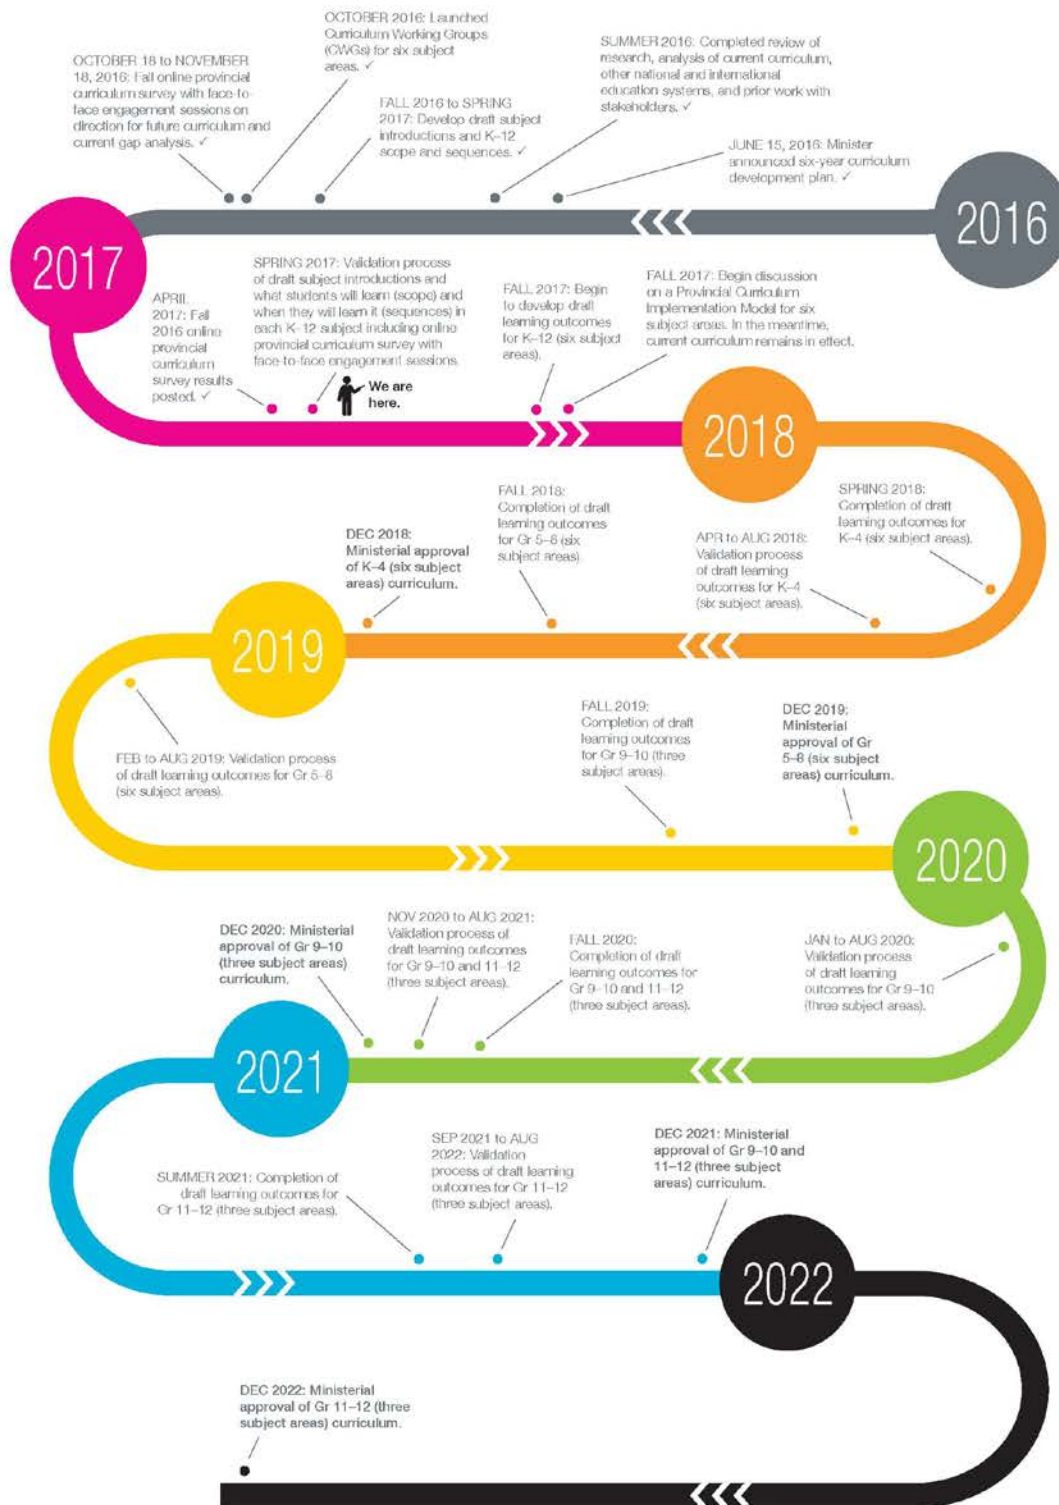 2016
JUNE 15, 2016: Minister
announced six-year curriculum
development plan. ✓
SUMMER 2016: Completed review of
research, analysis of current curriculum,
other national and international
education systems, and prior work with
stakeholders. ✓
FALL 2016 to SPRING
2017: Develop draft subject
introductions and K–12
scope and sequences. ✓
OCTOBER 2016: Launched
Curriculum Working Groups
(CWGs) for six subject
areas. ✓
OCTOBER 18 to NOVEMBER
18, 2016: Fall online provincial
curriculum survey with face-to-
face engagement sessions on
direction for future curriculum and
current gap analysis. ✓
2017
APRIL
2017: Fall
2016 online
provincial
curriculum
survey results
posted. ✓
SPRING 2017: Validation process
of draft subject introductions and
what students will learn (scope) and
when they will learn it (sequences) in
each K–12 subject including online
provincial curriculum survey with
face-to-face engagement sessions.
We are
here.
FALL 2017: Begin
to develop draft
learning outcomes
for K–12 (six subject
areas).
FALL 2017: Begin discussion
on a Provincial Curriculum
Implementation Model for six
subject areas. In the meantime,
current curriculum remains in effect.
2018
SPRING 2018:
Completion of draft
learning outcomes for
K–4 (six subject areas).
APR to AUG 2018:
Validation process
of draft learning
outcomes for K–4
(six subject areas).
FALL 2018:
Completion of draft
learning outcomes
for Gr 5–8 (six
subject areas).
DEC 2018:
Ministerial approval
of K–4 (six subject
areas) curriculum.
2019
FEB to AUG 2019: Validation process
of draft learning outcomes for Gr 5–8
(six subject areas).
FALL 2019:
Completion of draft
learning outcomes
for Gr 9–10 (three
subject areas).
DEC 2019:
Ministerial
approval of Gr
5–8 (six subject
areas) curriculum.
2020
JAN to AUG 2020:
Validation process
of draft learning
outcomes for Gr 9–10
(three subject areas).
FALL 2020:
Completion of draft
learning outcomes for
Gr 9–10 and 11–12
(three subject areas).
NOV 2020 to AUG 2021:
Validation process of
draft learning outcomes
for Gr 9–10 and 11–12
(three subject areas).
DEC 2020: Ministerial
approval of Gr 9–10
(three subject areas)
curriculum.
2021
SUMMER 2021: Completion of
draft learning outcomes for
Gr 11–12 (three subject areas).
SEP 2021 to AUG
2022: Validation
process of draft learning
outcomes for Gr 11–12
(three subject areas).
DEC 2021: Ministerial
approval of Gr 9–10 and
11–12 (three subject
areas) curriculum.
2022
DEC 2022: Ministerial
approval of Gr 11–12 (three
subject areas) curriculum.